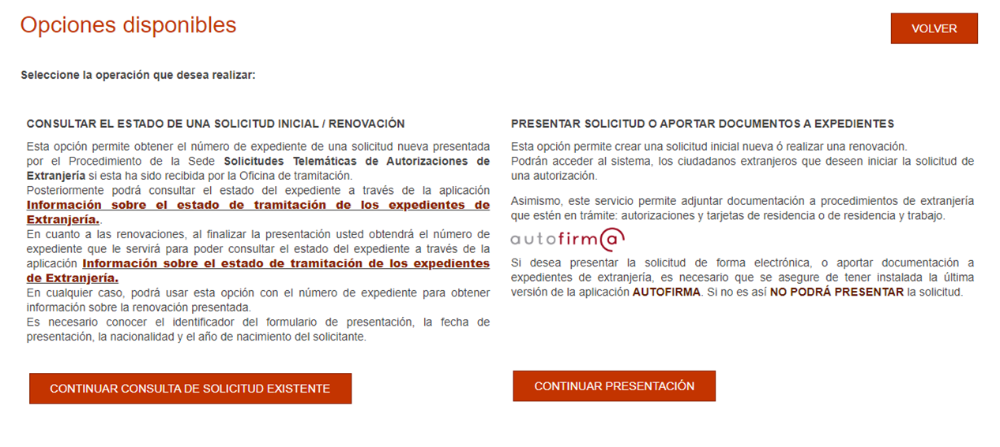 Opciones disponibles
VOLVER
Seleccione la operación que desea realizar:
CONSULTAR EL ESTADO DE UNA SOLICITUD INICIAL / RENOVACIÓN
Esta opción permite obtener el número de expediente de una solicitud nueva presentada
por el Procedimiento de la Sede Solicitudes Telemáticas de Autorizaciones de
Extranjería si esta ha sido recibida por la Oficina de tramitación.
Posteriormente podrá consultar el estado del expediente a través de la aplicación
Información sobre el estado de tramitación de los expedientes de
Extranjería..
En cuanto a las renovaciones, al finalizar la presentación usted obtendrá el número de
expediente que le servirá para poder consultar el estado del expediente a través de la
aplicación Información sobre el estado de tramitación de los expedientes
de Extranjería.
En cualquier caso, podrá usar esta opción con el número de expediente para obtener
información sobre la renovación presentada.
Es necesario conocer el identificador del formulario de presentación, la fecha de
presentación, la nacionalidad y el año de nacimiento del solicitante.
CONTINUAR CONSULTA DE SOLICITUD EXISTENTE
PRESENTAR SOLICITUD O APORTAR DOCUMENTOS A EXPEDIENTES
Esta opción permite crear una solicitud inicial nueva ó realizar una renovación.
Podrán acceder al sistema, los ciudadanos extranjeros que deseen iniciar la solicitud de
una autorización.
Asimismo, este servicio permite adjuntar documentación a procedimientos de extranjería
que estén en trámite: autorizaciones y tarjetas de residencia o de residencia y trabajo.
autofirm@
Si desea presentar la solicitud de forma electrónica, o aportar documentación a
expedientes de extranjería, es necesario que se asegure de tener instalada la última
versión de la aplicación AUTOFIRMA. Si no es así NO PODRÁ PRESENTAR la solicitud.
CONTINUAR PRESENTACIÓN